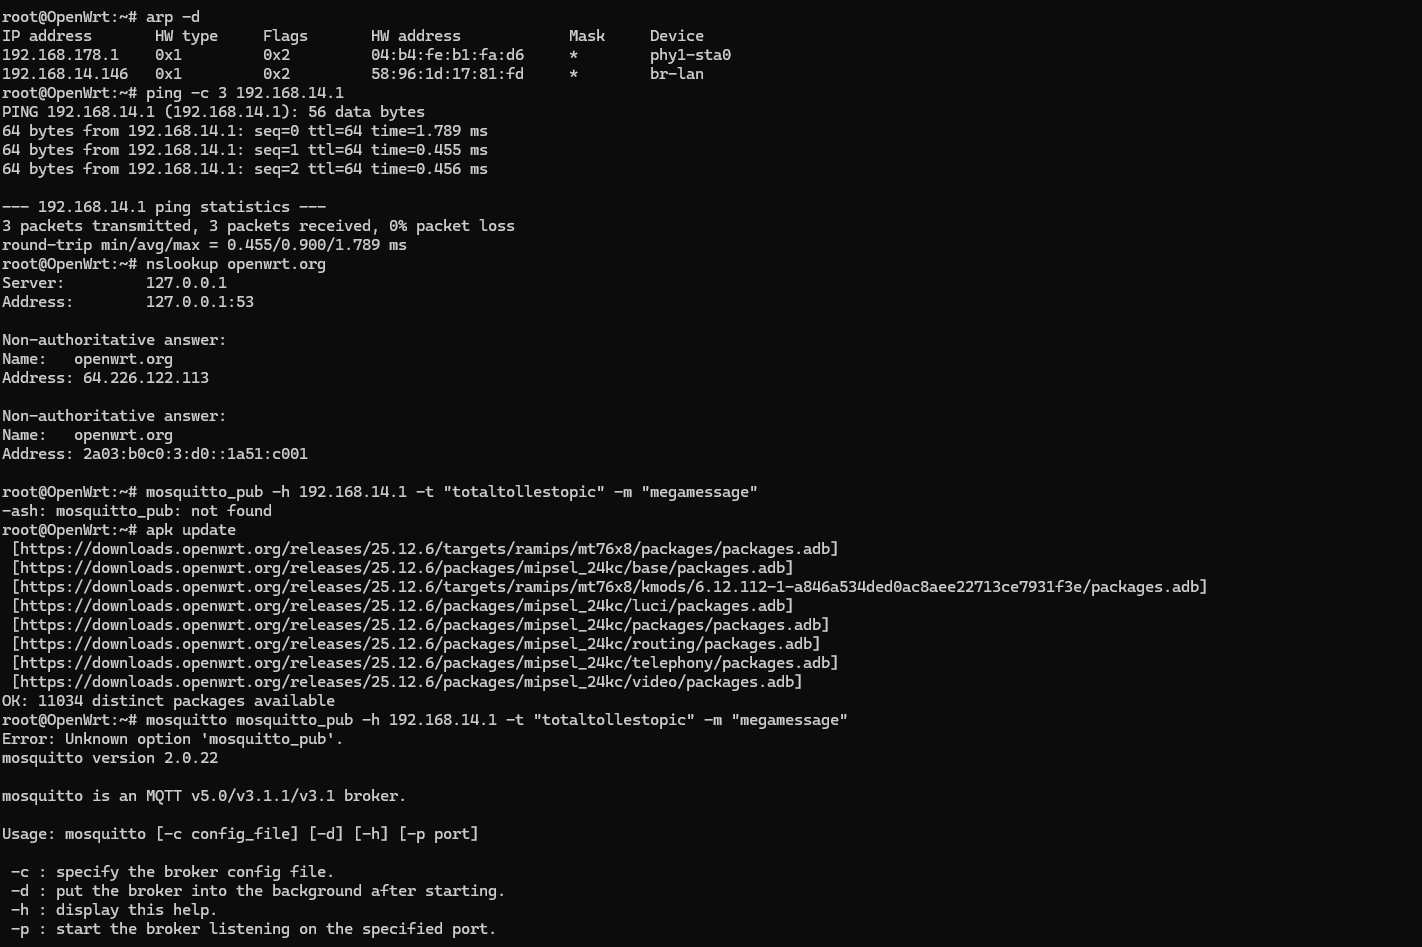 root@OpenWrt:~# arp -d
IP address       HW type     Flags       HW address            Mask     Device
192.168.178.1    0x1         0x2         04:b4:fe:b1:fa:d6     *        phy1-sta0
192.168.14.146   0x1         0x2         58:96:1d:17:81:fd     *        br-lan
root@OpenWrt:~# ping -c 3 192.168.14.1
PING 192.168.14.1 (192.168.14.1): 56 data bytes
64 bytes from 192.168.14.1: seq=0 ttl=64 time=1.789 ms
64 bytes from 192.168.14.1: seq=1 ttl=64 time=0.455 ms
64 bytes from 192.168.14.1: seq=2 ttl=64 time=0.456 ms

--- 192.168.14.1 ping statistics ---
3 packets transmitted, 3 packets received, 0% packet loss
round-trip min/avg/max = 0.455/0.900/1.789 ms
root@OpenWrt:~# nslookup openwrt.org
Server:         127.0.0.1
Address:        127.0.0.1:53

Non-authoritative answer:
Name:   openwrt.org
Address: 64.226.122.113

Non-authoritative answer:
Name:   openwrt.org
Address: 2a03:b0c0:3:d0::1a51:c001

root@OpenWrt:~# mosquitto_pub -h 192.168.14.1 -t "totaltollestopic" -m "megamessage"
-ash: mosquitto_pub: not found
root@OpenWrt:~# apk update
 [https://downloads.openwrt.org/releases/25.12.6/targets/ramips/mt76x8/packages/packages.adb]
 [https://downloads.openwrt.org/releases/25.12.6/packages/mipsel_24kc/base/packages.adb]
 [https://downloads.openwrt.org/releases/25.12.6/targets/ramips/mt76x8/kmods/6.12.112-1-a846a534ded0ac8aee22713ce7931f3e/packages.adb]
 [https://downloads.openwrt.org/releases/25.12.6/packages/mipsel_24kc/luci/packages.adb]
 [https://downloads.openwrt.org/releases/25.12.6/packages/mipsel_24kc/packages/packages.adb]
 [https://downloads.openwrt.org/releases/25.12.6/packages/mipsel_24kc/routing/packages.adb]
 [https://downloads.openwrt.org/releases/25.12.6/packages/mipsel_24kc/telephony/packages.adb]
 [https://downloads.openwrt.org/releases/25.12.6/packages/mipsel_24kc/video/packages.adb]
OK: 11034 distinct packages available
root@OpenWrt:~# mosquitto mosquitto_pub -h 192.168.14.1 -t "totaltollestopic" -m "megamessage"
Error: Unknown option 'mosquitto_pub'.
mosquitto version 2.0.22

mosquitto is an MQTT v5.0/v3.1.1/v3.1 broker.

Usage: mosquitto [-c config_file] [-d] [-h] [-p port]

 -c : specify the broker config file.
 -d : put the broker into the background after starting.
 -h : display this help.
 -p : start the broker listening on the specified port.